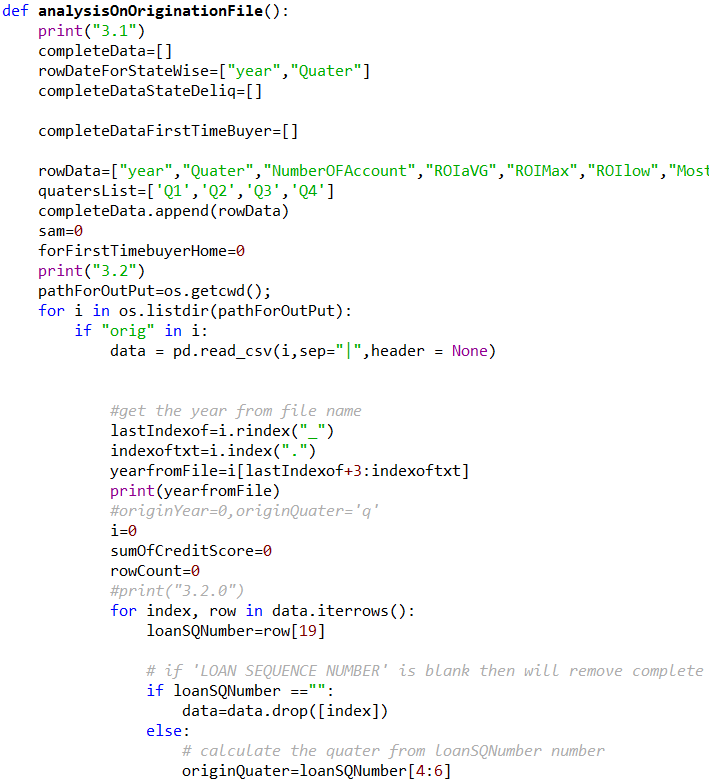 def analysisOnOriginationFile():
    print("3.1")
    completeData=[]
    rowDateForStateWise=["year","Quater"]
    completeDataStateDeliq=[]

    completeDataFirstTimeBuyer=[]

    rowData=["year","Quater","NumberOFAccount","ROIaVG","ROIMax","ROIlow","Most
    quatersList=['Q1','Q2','Q3','Q4']
    completeData.append(rowData)
    sam=0
    forFirstTimebuyerHome=0
    print("3.2")
    pathForOutPut=os.getcwd();
    for i in os.listdir(pathForOutPut):
        if "orig" in i:
            data = pd.read_csv(i,sep="|",header = None)


            #get the year from file name
            lastIndexof=i.rindex("_")
            indexoftxt=i.index(".")
            yearfromFile=i[lastIndexof+3:indexoftxt]
            print(yearfromFile)
            #originYear=0,originQuater='q'
            i=0
            sumOfCreditScore=0
            rowCount=0
            #print("3.2.0")
            for index, row in data.iterrows():
                loanSQNumber=row[19]

                # if 'LOAN SEQUENCE NUMBER' is blank then will remove complete
                if loanSQNumber =="":
                    data=data.drop([index])
                else:
                    # calculate the quater from loanSQNumber number
                    originQuater=loanSQNumber[4:6]